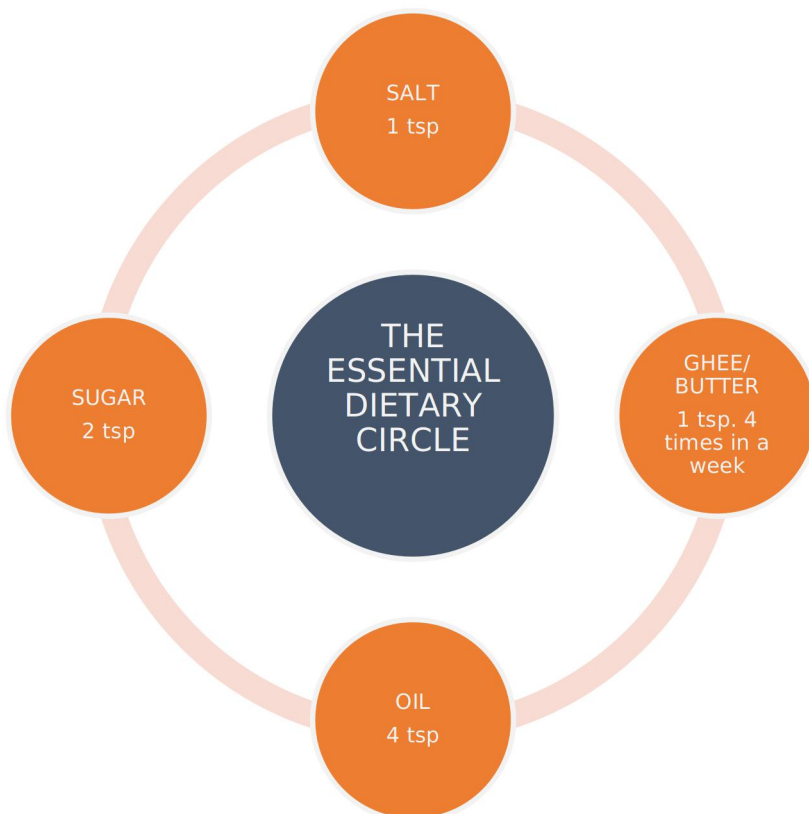 THE
ESSENTIAL
DIETARY
CIRCLE
SALT
1 tsp
GHEE/
BUTTER
1 tsp. 4
times in a
week
OIL
4 tsp
SUGAR
2 tsp